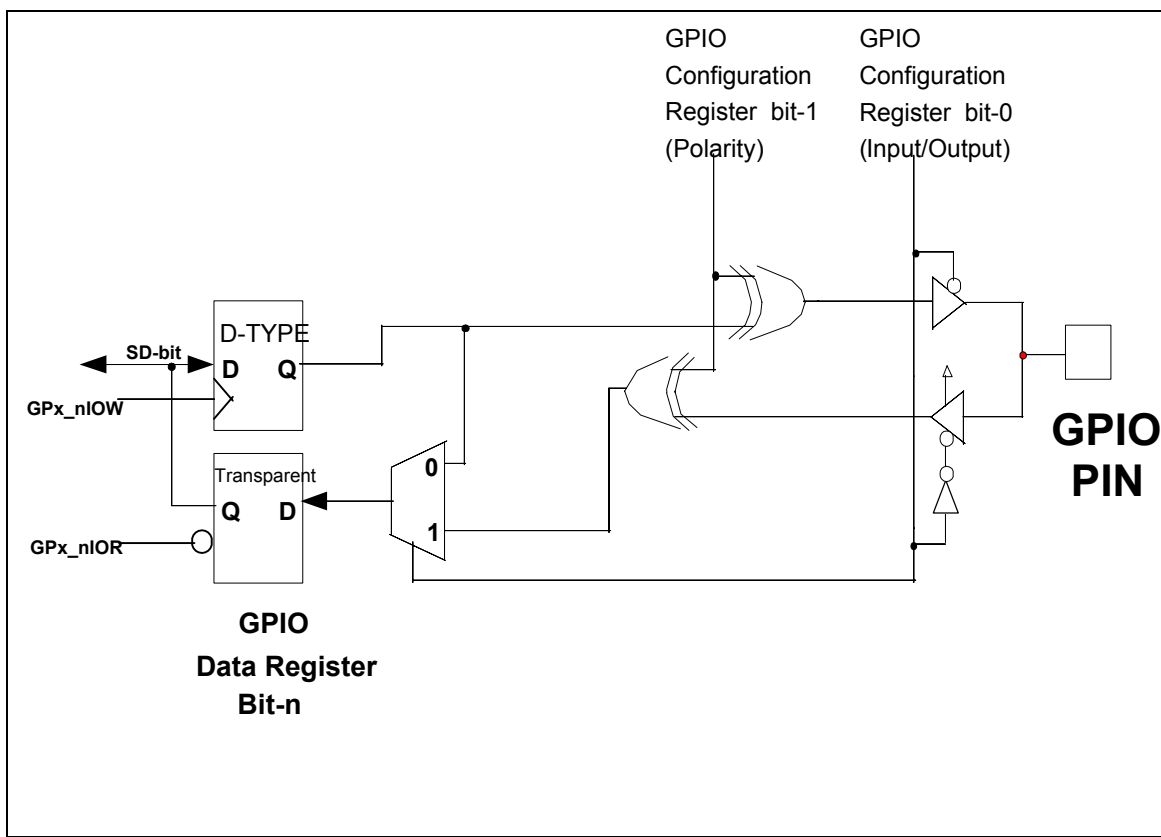 GPIO
Configuration
Register bit-1
(Polarity)
GPIO
Configuration
Register bit-0
(Input/Output)
D-TYPE
SD-bit
D Q
GPx_nIOW
Transparent
Q D
GPx_nIOR
0
1
GPIO
PIN
GPIO
Data Register
Bit-n